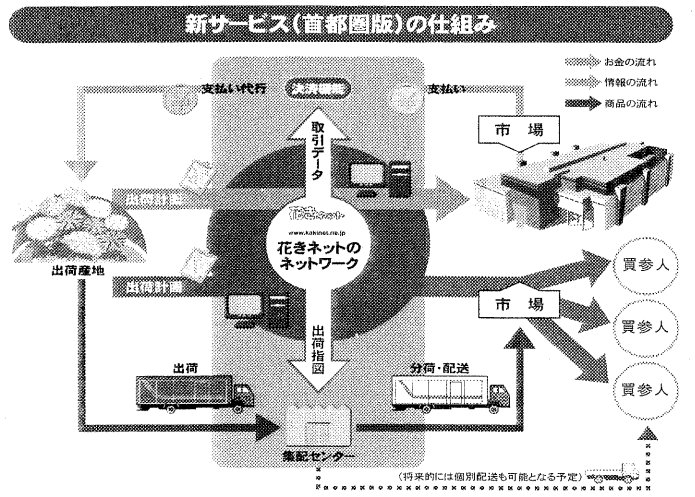 新サービス(首都圏版)の仕組み
お金の流れ
情報の流れ
商品の流れ
支払い代行
決済機能
支払い
市 場
取引データ
出荷計画
花きネット
www.kakinet.ne.jp
花きネットの
ネットワーク
出荷産地
出荷計画
市 場
買参人
買参人
買参人
出荷指図
出荷
分荷・配送
集配センター
(将来的には個別配送も可能となる予定)